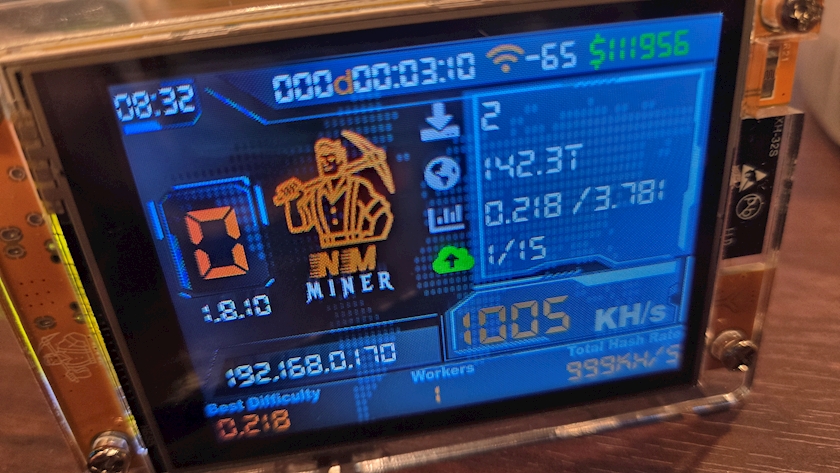 08:32
000d00:03:10
-65
$111956
2
142.3T
0.218 /3.781
1/15
0
NM
MINER
1.8.10
1005 KH/s
192.168.0.170
Best Difficulty
0.218
Workers
1
Total Hash Rate
999KH/S
XH-32S